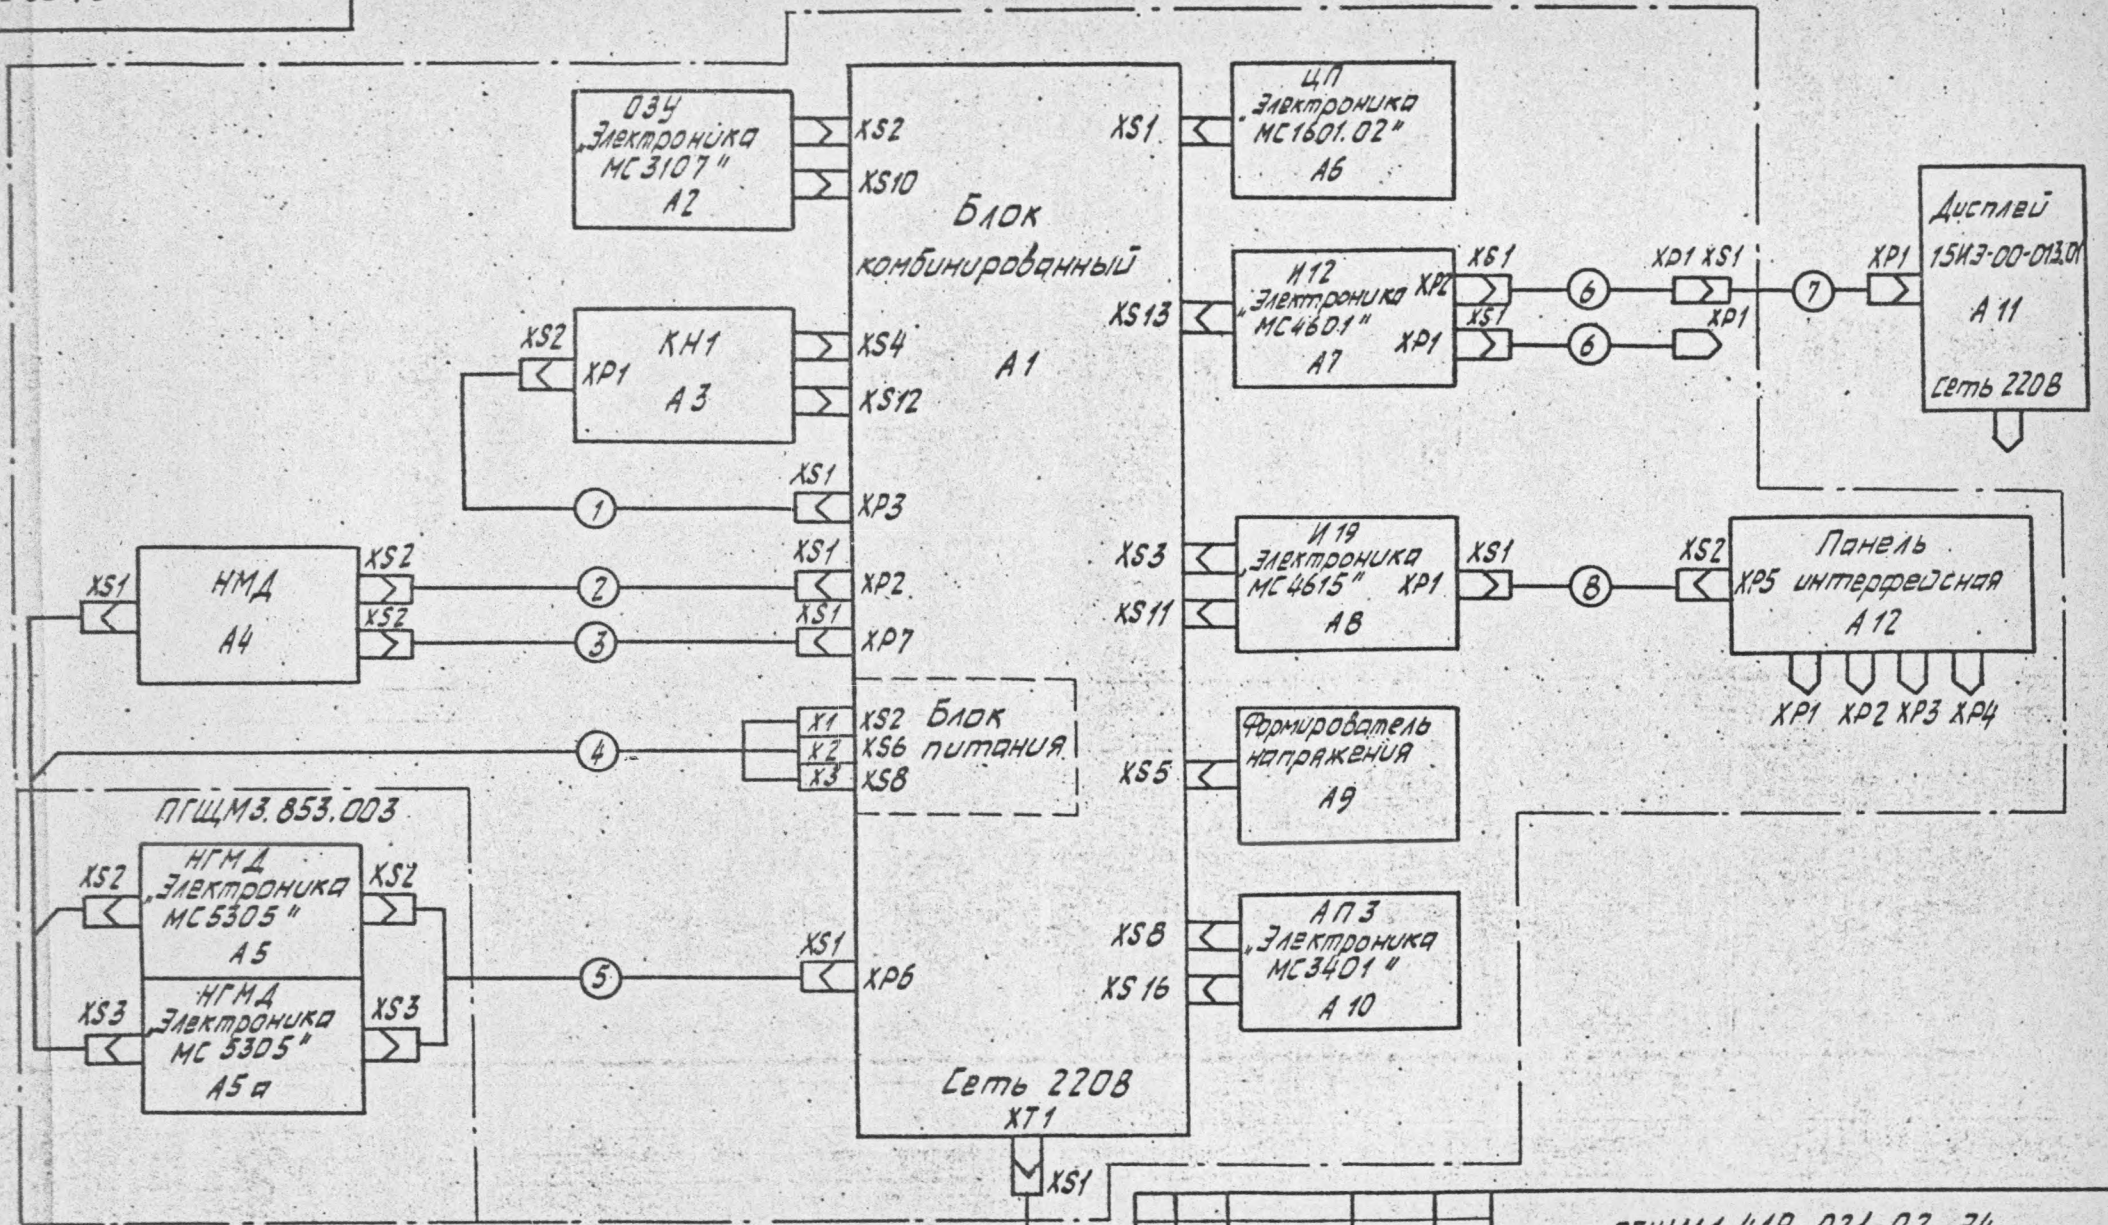 ОЗУ
„Электроника
МС3107"
А2
XS2
XS10
Блок
комбинированный
А1
XS1
ЦП
„Электроника
МС1601.02"
А6
XS2
XP1
КН1
А3
XS4
XS12
XS13
И12
„Электроника
МС4601"
А7
XP2
XP1
XS1
XS1
6
6
XP1 XS1
XP1
7
XP1
Дисплей
15ИЭ-00-013.01
А11
Сеть 220В
XS1
XP3
1
XS1
НМД
А4
XS2
XS2
2
3
XS1
XP2
XS1
XP7
XS3
XS11
И19
„Электроника
МС4615"
А8
XP1
XS1
8
XS2
XP5
Панель
интерфейсная
А12
XP1 XP2 XP3 XP4
4
X1 XS2
X2 XS6
X3 XS8
Блок
питания
XS5
Формирователь
напряжения
А9
ПГЩМ3.853.003
XS2
НГМД
„Электроника
МС5305"
А5
XS2
XS3
НГМД
„Электроника
МС 5305"
А5а
XS3
5
XS1
XP6
XS8
XS16
АП3
„Электроника
МС3401"
А10
Сеть 220В
XT1
XS1